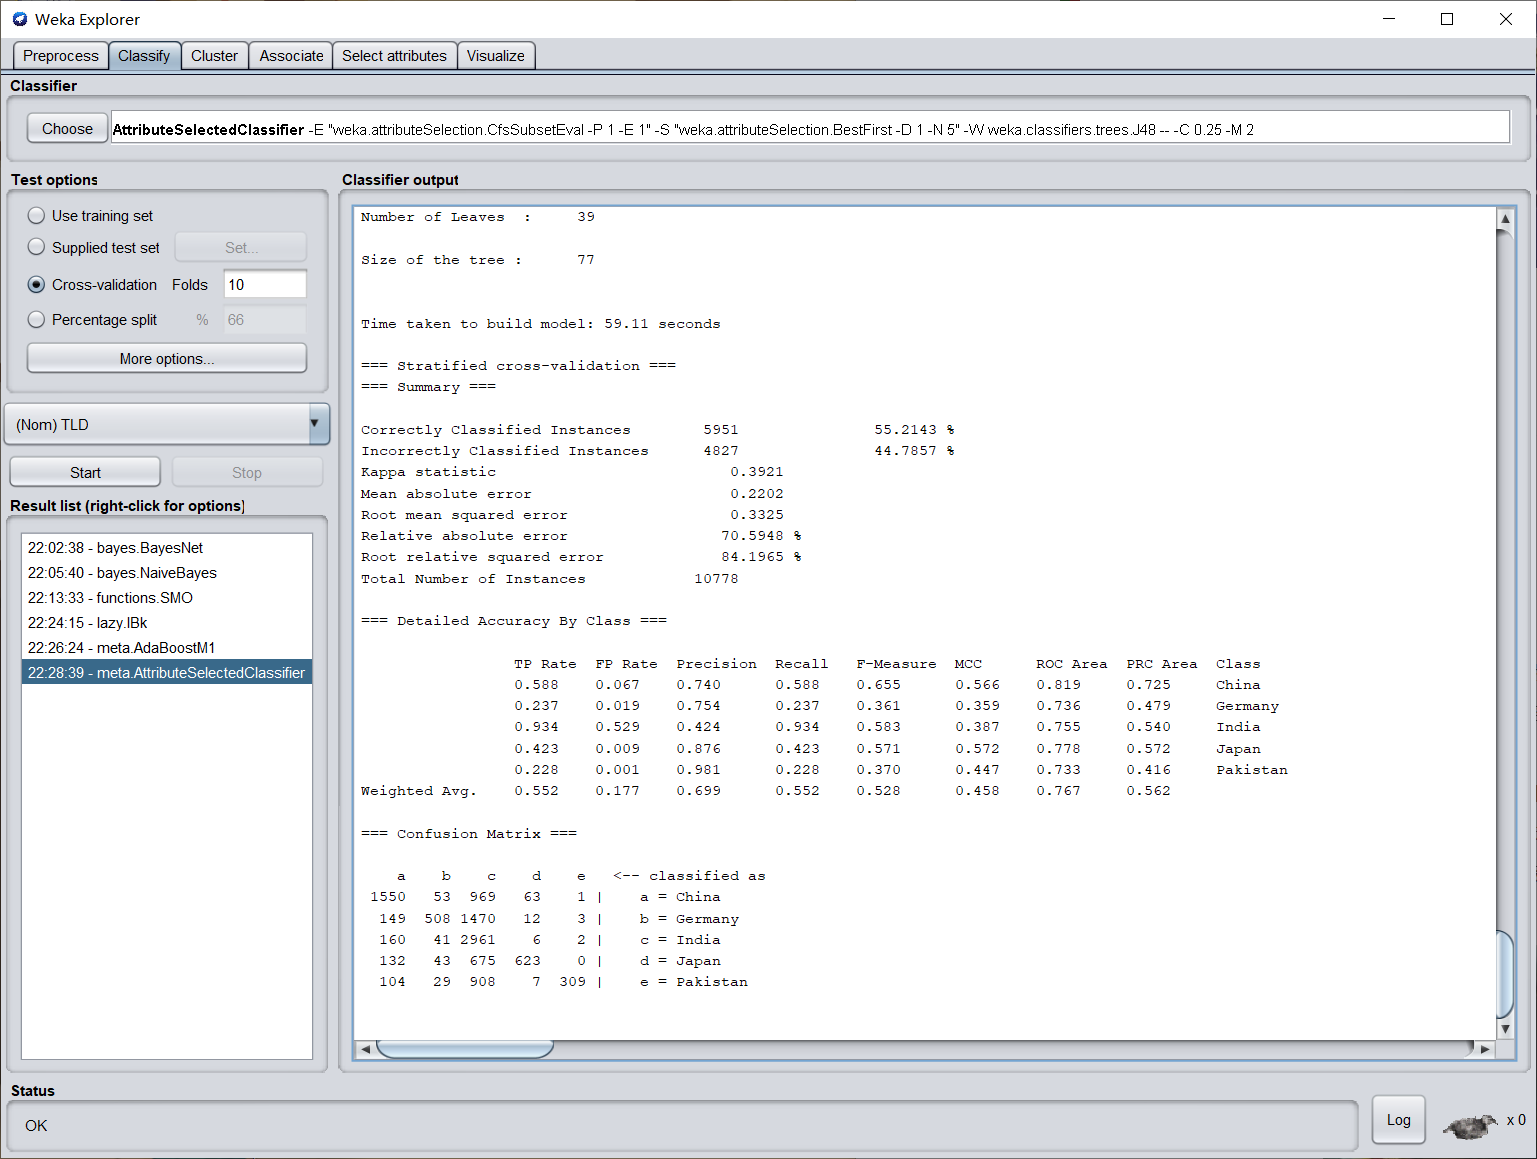 Weka Explorer
Preprocess Classify Cluster Associate Select attributes Visualize
Classifier
Choose AttributeSelectedClassifier -E "weka.attributeSelection.CfsSubsetEval -P 1 -E 1" -S "weka.attributeSelection.BestFirst -D 1 -N 5" -W weka.classifiers.trees.J48 -- -C 0.25 -M 2
Test options
Use training set
Supplied test set Set...
Cross-validation Folds 10
Percentage split % 66
More options...
(Nom) TLD
Start Stop
Result list (right-click for options)
22:02:38 - bayes.BayesNet
22:05:40 - bayes.NaiveBayes
22:13:33 - functions.SMO
22:24:15 - lazy.IBk
22:26:24 - meta.AdaBoostM1
22:28:39 - meta.AttributeSelectedClassifier
Classifier output
Number of Leaves : 39
Size of the tree : 77
Time taken to build model: 59.11 seconds
=== Stratified cross-validation ===
=== Summary ===
Correctly Classified Instances 5951 55.2143 %
Incorrectly Classified Instances 4827 44.7857 %
Kappa statistic 0.3921
Mean absolute error 0.2202
Root mean squared error 0.3325
Relative absolute error 70.5948 %
Root relative squared error 84.1965 %
Total Number of Instances 10778
=== Detailed Accuracy By Class ===
TP Rate FP Rate Precision Recall F-Measure MCC ROC Area PRC Area Class
0.588 0.067 0.740 0.588 0.655 0.566 0.819 0.725 China
0.237 0.019 0.754 0.237 0.361 0.359 0.736 0.479 Germany
0.934 0.529 0.424 0.934 0.583 0.387 0.755 0.540 India
0.423 0.009 0.876 0.423 0.571 0.572 0.778 0.572 Japan
0.228 0.001 0.981 0.228 0.370 0.447 0.733 0.416 Pakistan
Weighted Avg. 0.552 0.177 0.699 0.552 0.528 0.458 0.767 0.562
=== Confusion Matrix ===
a b c d e <-- classified as
1550 53 969 63 1 | a = China
149 508 1470 12 3 | b = Germany
160 41 2961 6 2 | c = India
132 43 675 623 0 | d = Japan
104 29 908 7 309 | e = Pakistan
Status
OK
Log
x 0